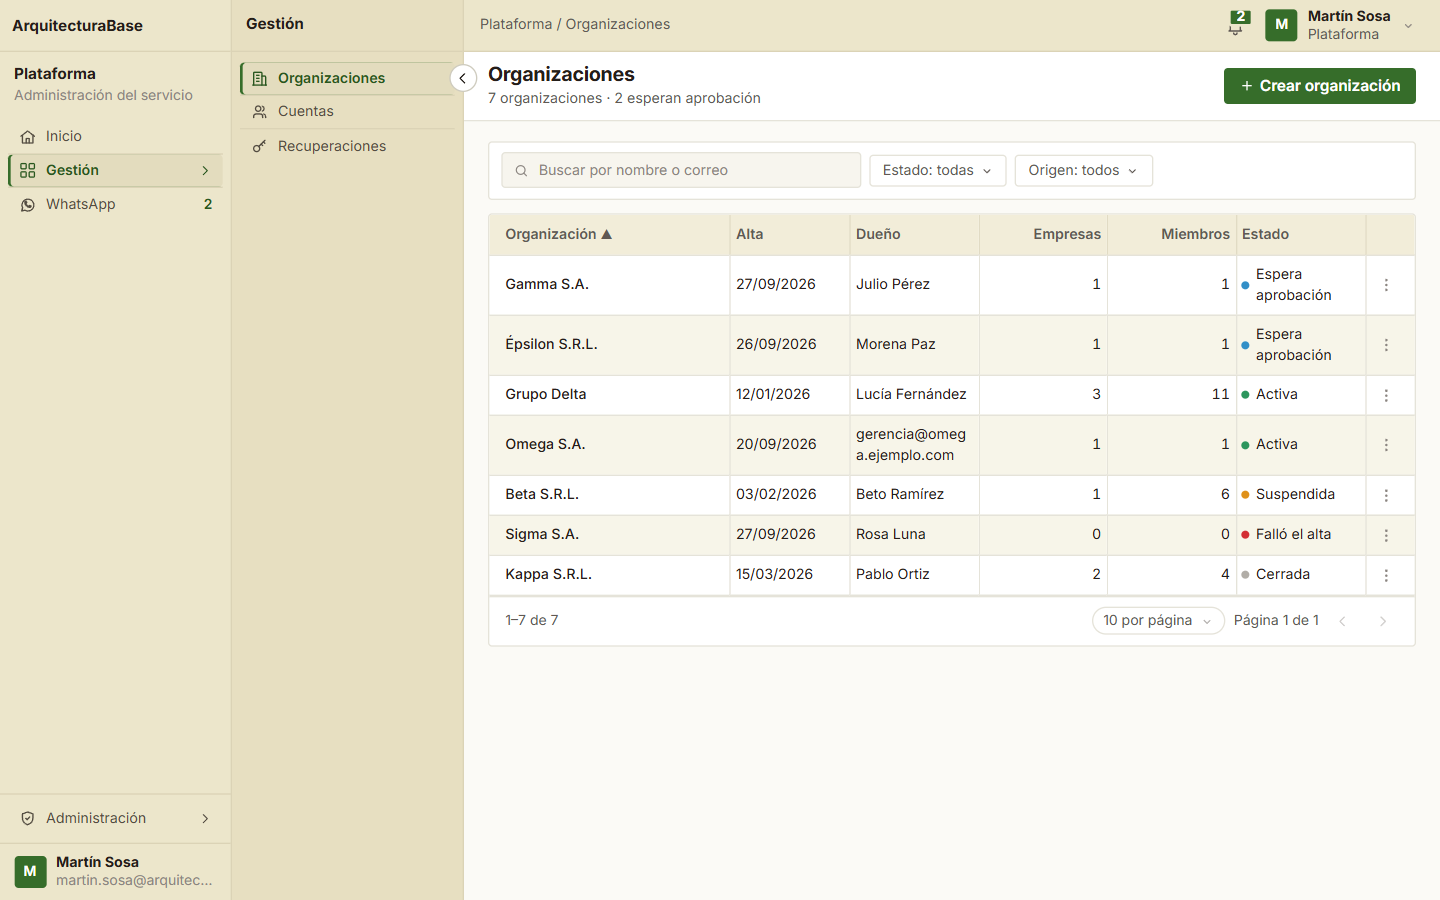 ArquitecturaBase
Plataforma
Administración del servicio
Inicio
Gestión
WhatsApp 2
Administración
M
Martín Sosa
martin.sosa@arquitec...
Gestión
Organizaciones
Cuentas
Recuperaciones
Plataforma / Organizaciones
2
M
Martín Sosa
Plataforma
Organizaciones
7 organizaciones · 2 esperan aprobación
+ Crear organización
Buscar por nombre o correo
Estado: todas
Origen: todos
Organización ▲ Alta Dueño Empresas Miembros Estado
Gamma S.A. 27/09/2026 Julio Pérez 1 1 Espera
aprobación
Épsilon S.R.L. 26/09/2026 Morena Paz 1 1 Espera
aprobación
Grupo Delta 12/01/2026 Lucía Fernández 3 11 Activa
Omega S.A. 20/09/2026 gerencia@omeg 1 1 Activa
a.ejemplo.com
Beta S.R.L. 03/02/2026 Beto Ramírez 1 6 Suspendida
Sigma S.A. 27/09/2026 Rosa Luna 0 0 Falló el alta
Kappa S.R.L. 15/03/2026 Pablo Ortiz 2 4 Cerrada
1–7 de 7
10 por página
Página 1 de 1